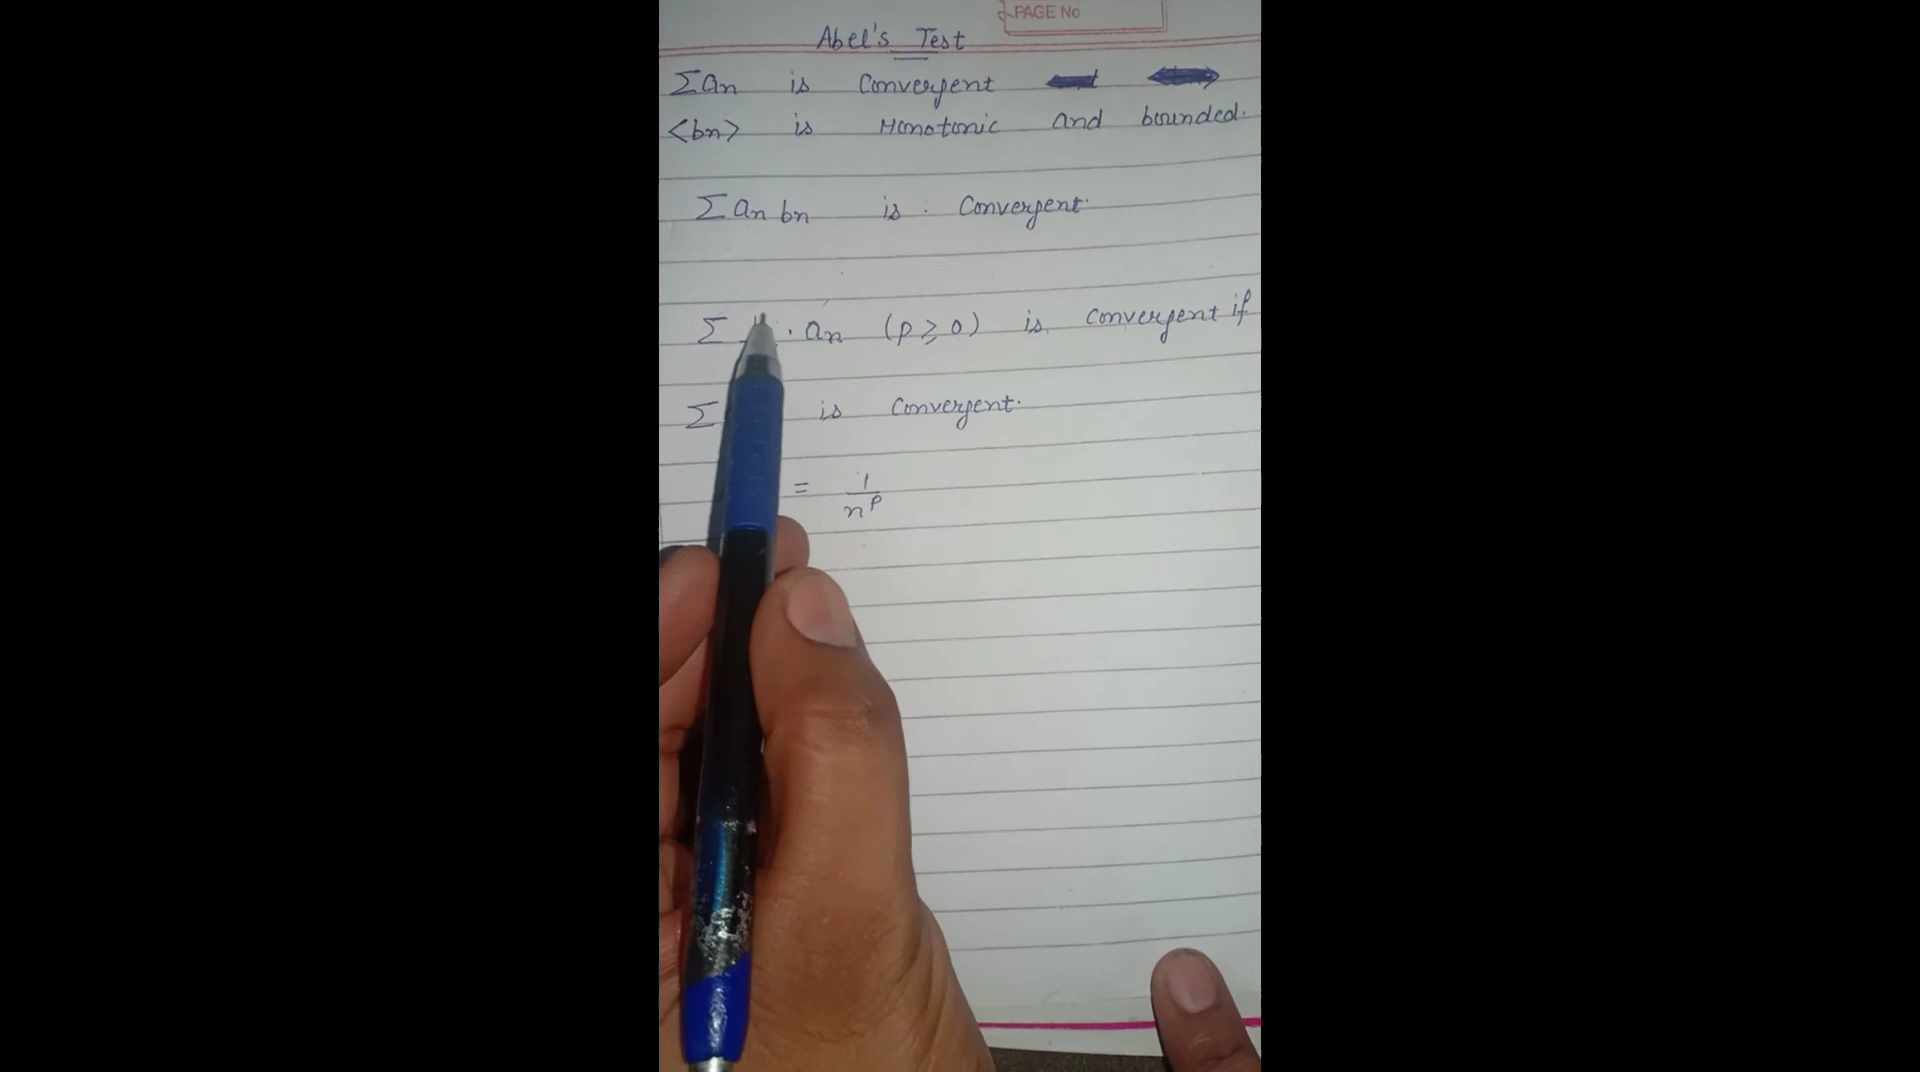 PAGE No
Abel's Test
Σan is Convergent
<bn> is Monotonic and bounded.
Σ an bn is . Convergent.
Σ . an (p ≥ 0) is convergent if
Σ is Convergent.
= 1/n^p